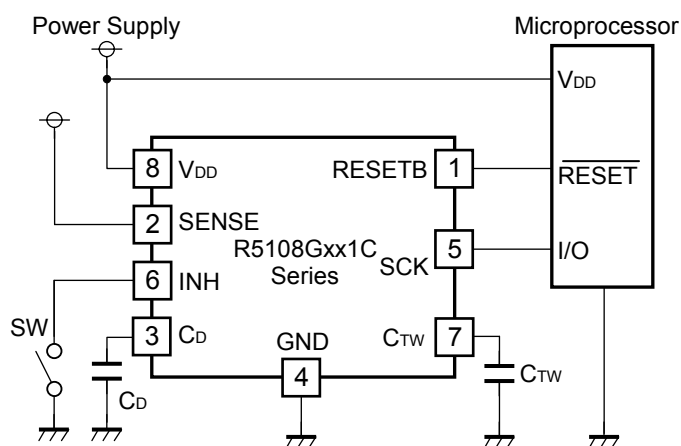 Power Supply
Microprocessor
VDD
8
VDD
RESETB
1
RESET
2
SENSE
R5108Gxx1C
Series
SCK
5
I/O
6
INH
SW
3
CD
GND
CTW
7
4
CD
CTW